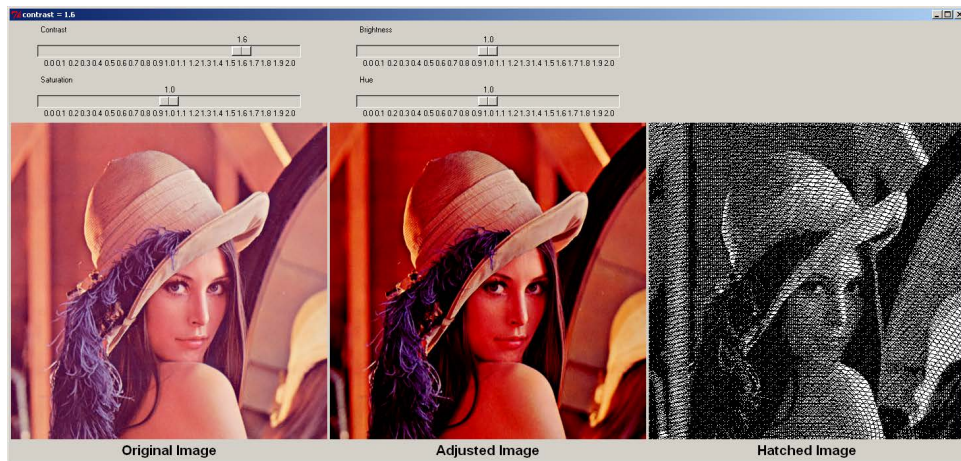 contrast = 1.6
Contrast
1.6
0.0 0.1 0.2 0.3 0.4 0.5 0.6 0.7 0.8 0.9 1.0 1.1 1.2 1.3 1.4 1.5 1.6 1.7 1.8 1.9 2.0
Brightness
1.0
0.0 0.1 0.2 0.3 0.4 0.5 0.6 0.7 0.8 0.9 1.0 1.1 1.2 1.3 1.4 1.5 1.6 1.7 1.8 1.9 2.0
Saturation
1.0
0.0 0.1 0.2 0.3 0.4 0.5 0.6 0.7 0.8 0.9 1.0 1.1 1.2 1.3 1.4 1.5 1.6 1.7 1.8 1.9 2.0
Hue
1.0
0.0 0.1 0.2 0.3 0.4 0.5 0.6 0.7 0.8 0.9 1.0 1.1 1.2 1.3 1.4 1.5 1.6 1.7 1.8 1.9 2.0
Original Image
Adjusted Image
Hatched Image